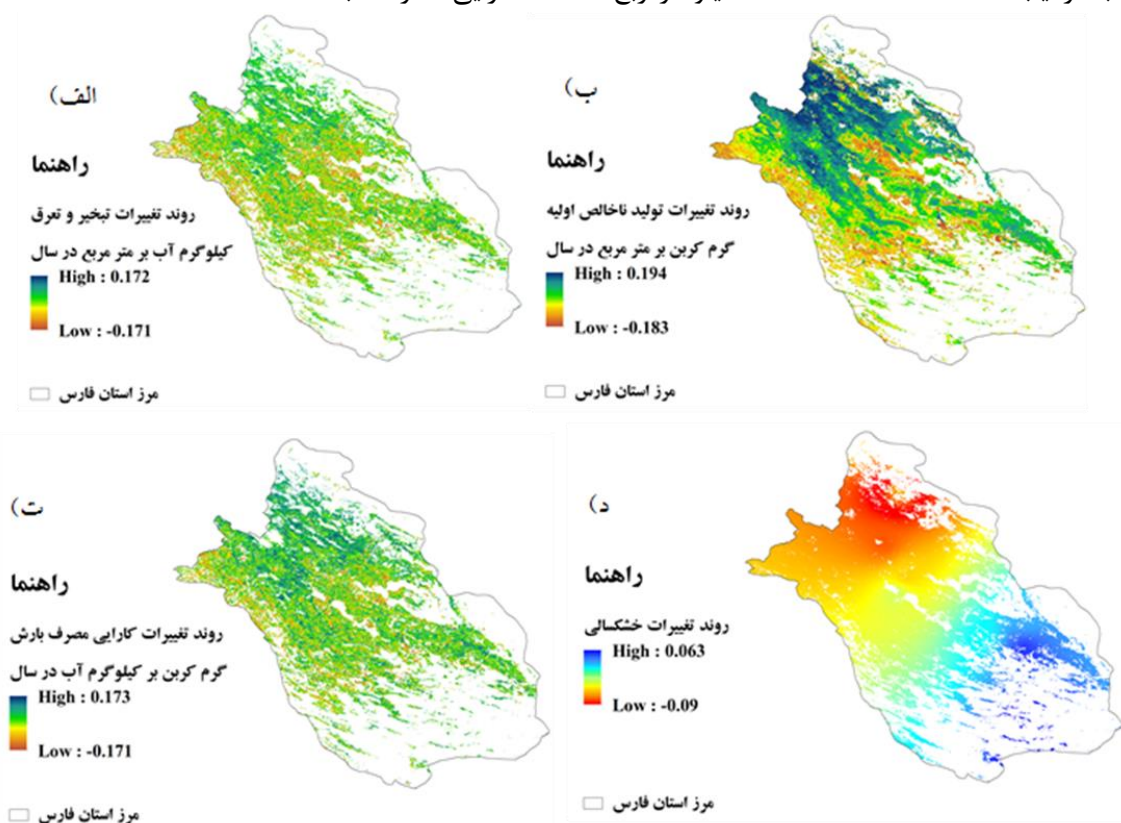 الف)
راهنما
روند تغییرات تبخیر و تعرق
کیلوگرم آب بر متر مربع در سال
High : 0.172
Low : -0.171
مرز استان فارس
ب)
راهنما
روند تغییرات تولید ناخالص اولیه
گرم کربن بر متر مربع در سال
High : 0.194
Low : -0.183
مرز استان فارس
ت)
راهنما
روند تغییرات کارایی مصرف بارش
گرم کربن بر کیلوگرم آب در سال
High : 0.173
Low : -0.171
مرز استان فارس
د)
راهنما
روند تغییرات خشکسالی
High : 0.063
Low : -0.09
مرز استان فارس